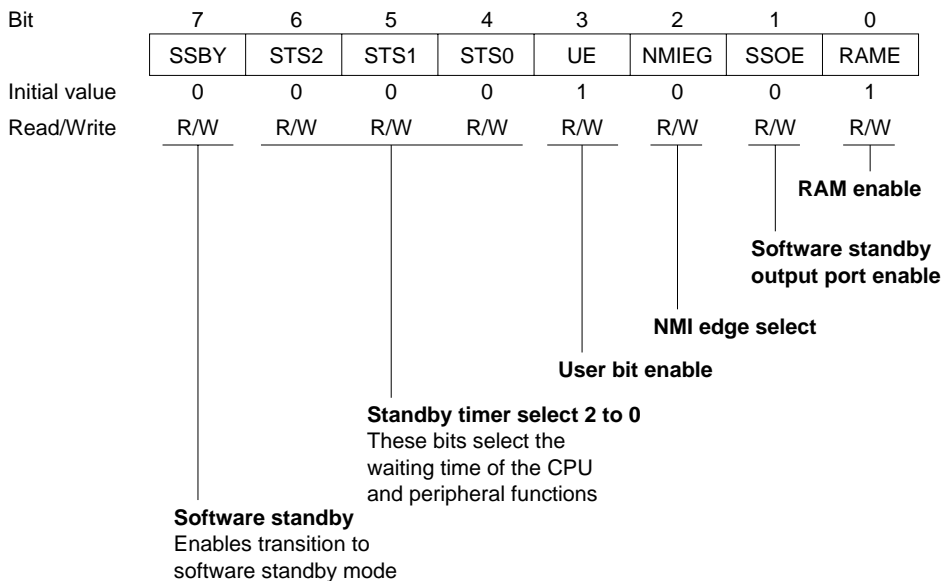 Bit 7 6 5 4 3 2 1 0
SSBY STS2 STS1 STS0 UE NMIEG SSOE RAME
Initial value 0 0 0 0 1 0 0 1
Read/Write R/W R/W R/W R/W R/W R/W R/W R/W
RAM enable
Software standby
output port enable
NMI edge select
User bit enable
Standby timer select 2 to 0
These bits select the
waiting time of the CPU
and peripheral functions
Software standby
Enables transition to
software standby mode